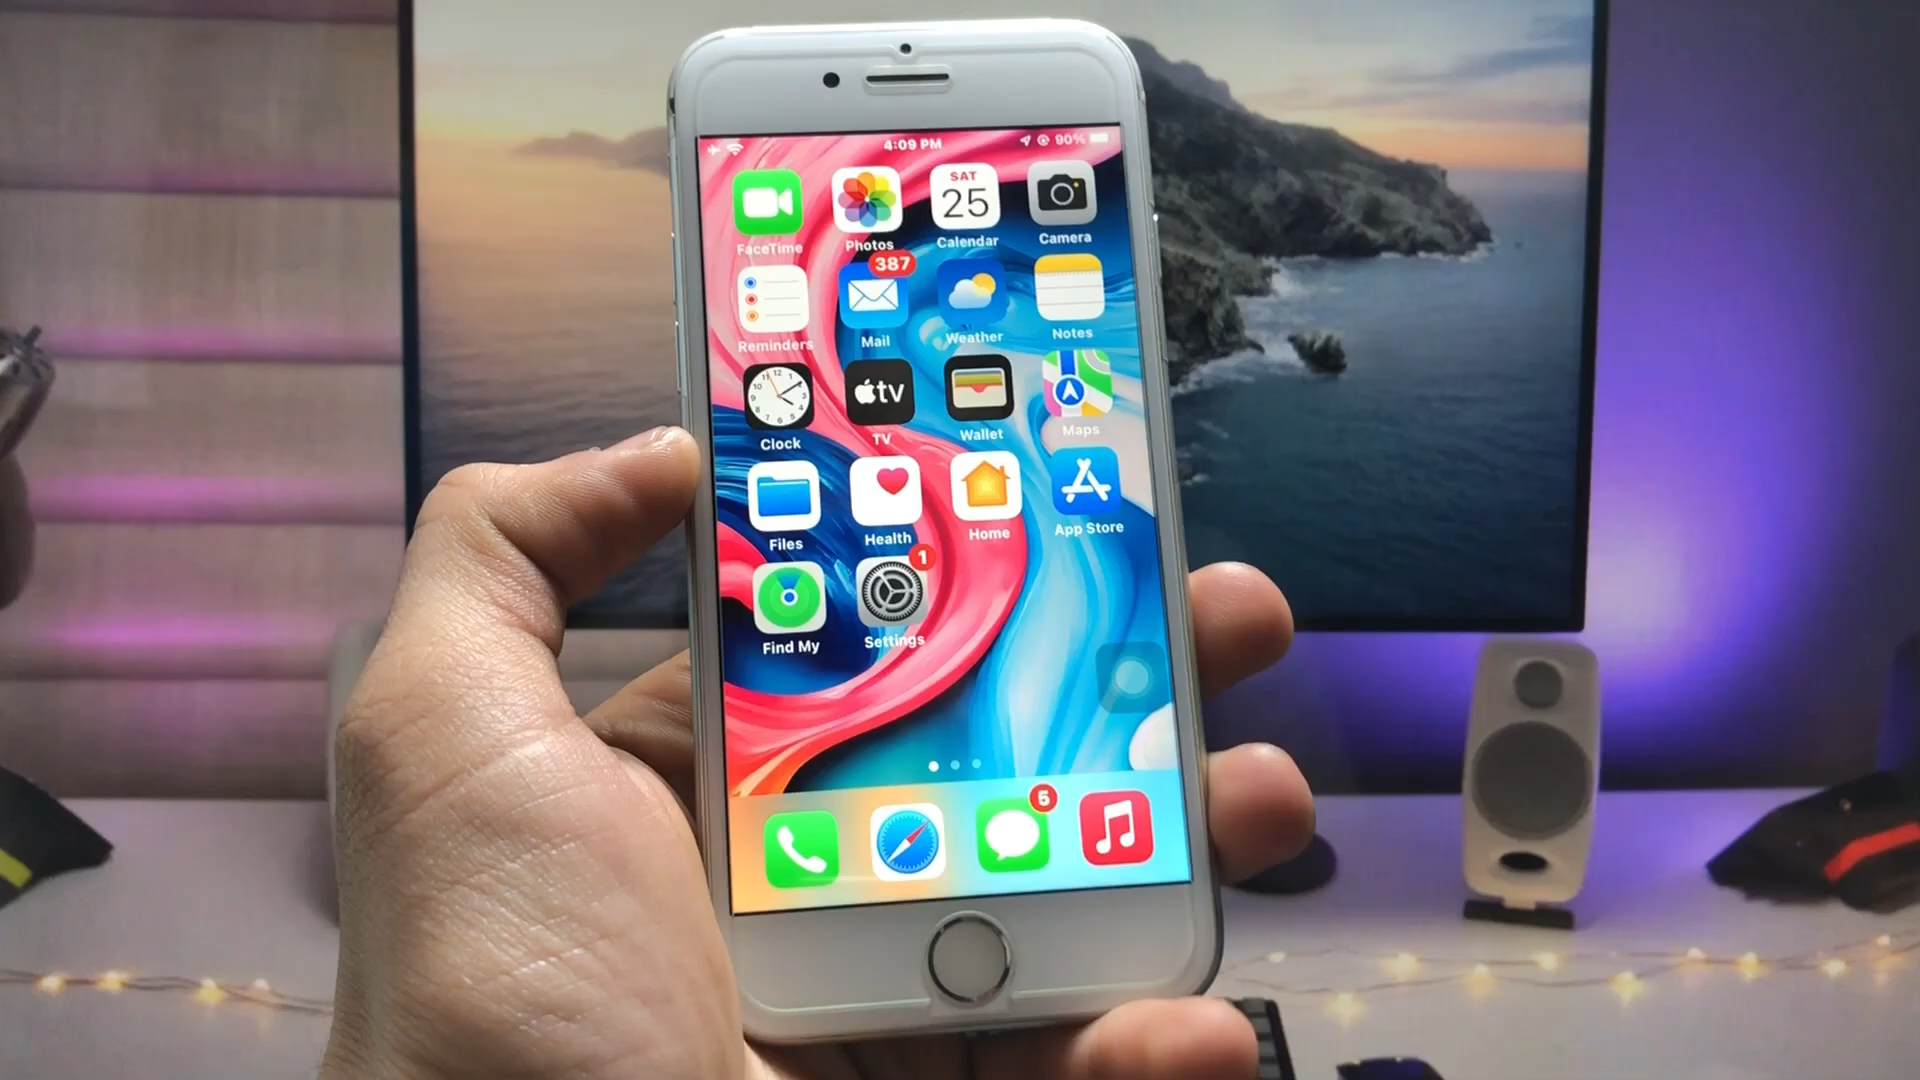 4:09 PM 90%
SAT
25
FaceTime Photos Calendar Camera
387
Reminders Mail Weather Notes
12
tv
Clock TV Wallet Maps
Files Health Home App Store
1
Find My Settings
5